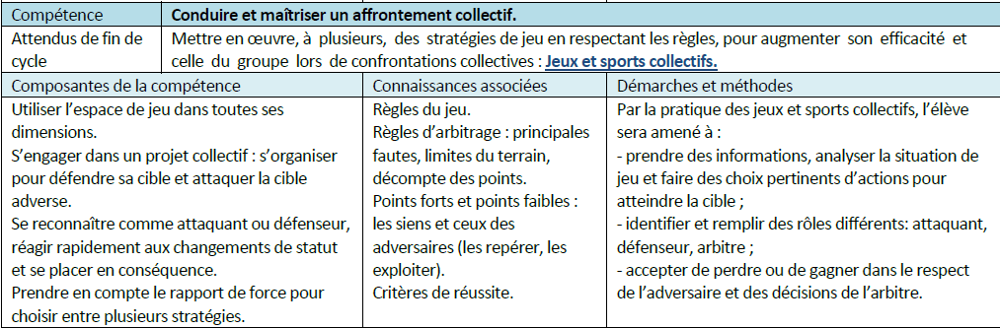 Compétence
Conduire et maîtriser un affrontement collectif.
Attendus de fin de
cycle
Mettre en œuvre, à plusieurs, des stratégies de jeu en respectant les règles, pour augmenter son efficacité et
celle du groupe lors de confrontations collectives : Jeux et sports collectifs.
Composantes de la compétence
Utiliser l’espace de jeu dans toutes ses
dimensions.
S’engager dans un projet collectif : s’organiser
pour défendre sa cible et attaquer la cible
adverse.
Se reconnaître comme attaquant ou défenseur,
réagir rapidement aux changements de statut
et se placer en conséquence.
Prendre en compte le rapport de force pour
choisir entre plusieurs stratégies.
Connaissances associées
Règles du jeu.
Règles d’arbitrage : principales
fautes, limites du terrain,
décompte des points.
Points forts et points faibles :
les siens et ceux des
adversaires (les repérer, les
exploiter).
Critères de réussite.
Démarches et méthodes
Par la pratique des jeux et sports collectifs, l’élève
sera amené à :
- prendre des informations, analyser la situation de
jeu et faire des choix pertinents d’actions pour
atteindre la cible ;
- identifier et remplir des rôles différents: attaquant,
défenseur, arbitre ;
- accepter de perdre ou de gagner dans le respect
de l’adversaire et des décisions de l’arbitre.